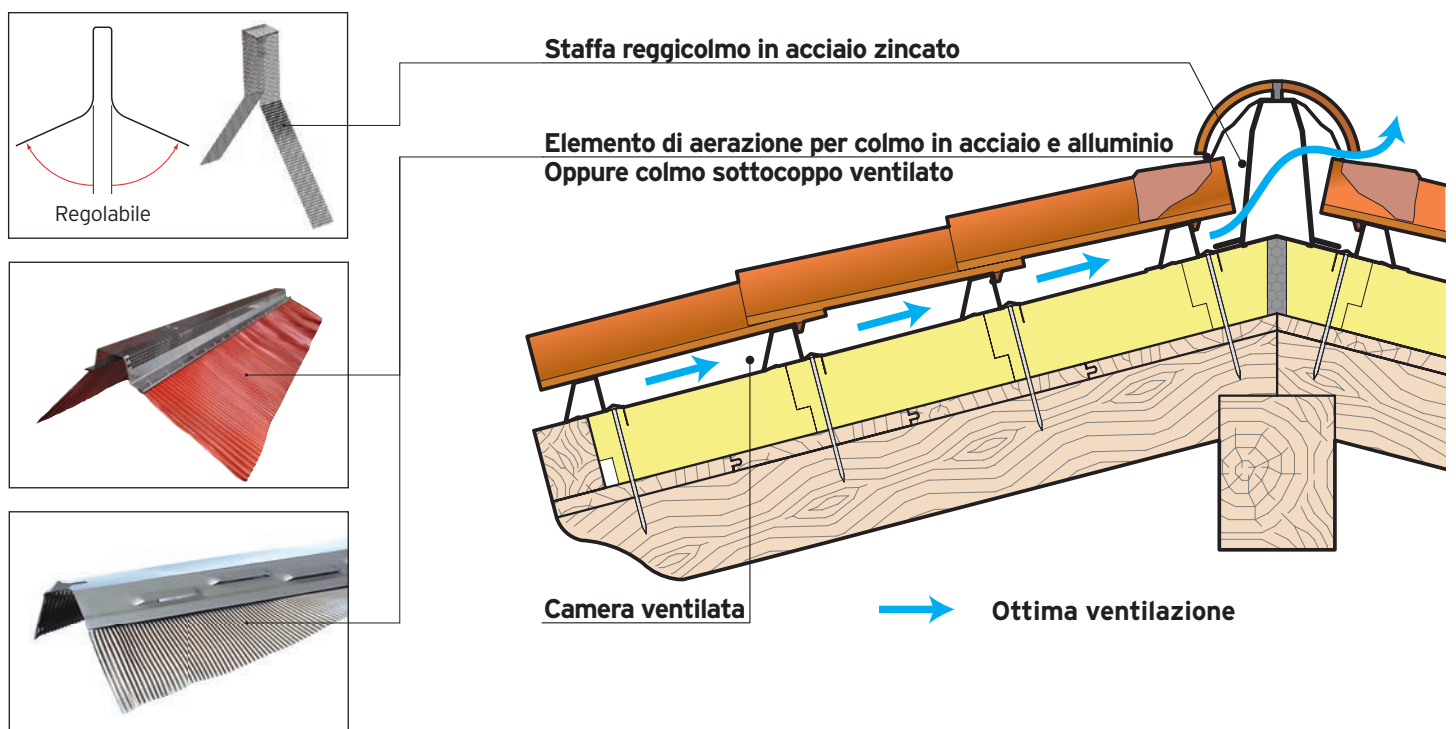 Regolabile
Staffa reggicolmo in acciaio zincato
Elemento di aerazione per colmo in acciaio e alluminio
Oppure colmo sottocoppo ventilato
Camera ventilata
Ottima ventilazione